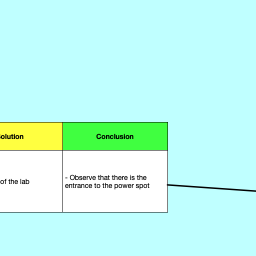 olution
Conclusion
of the lab
- Observe that there is the
entrance to the power spot